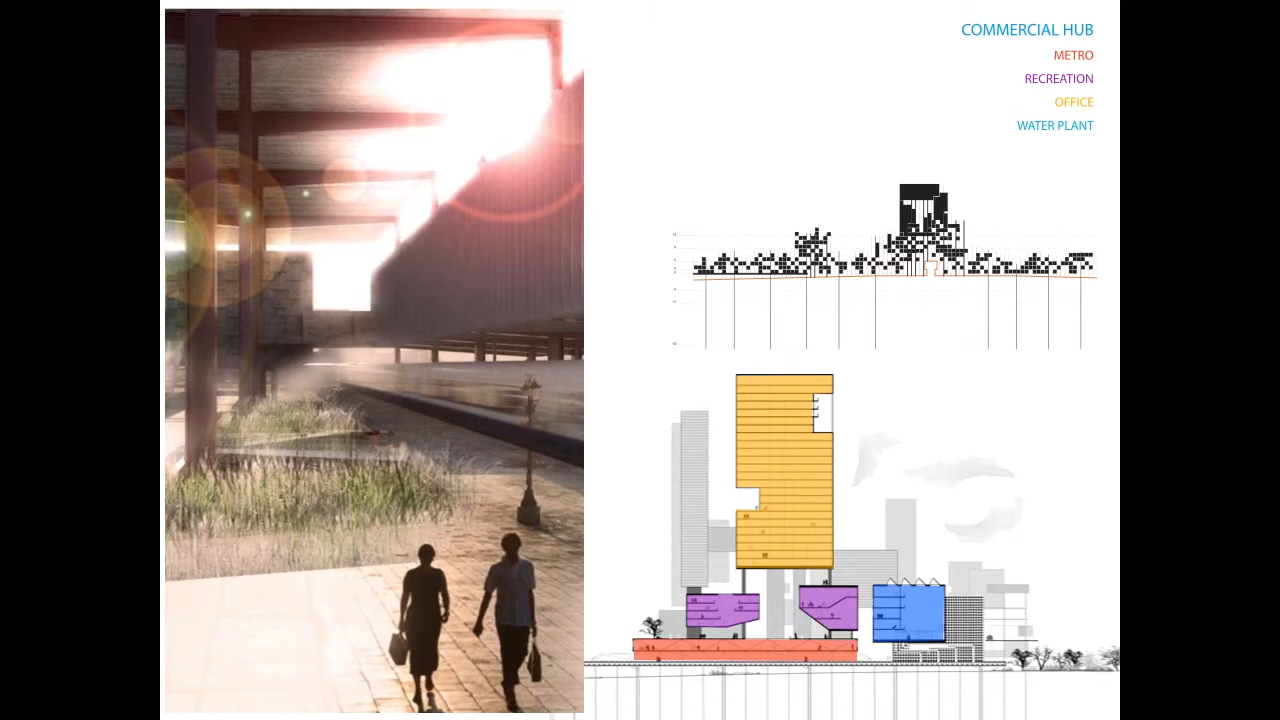 COMMERCIAL HUB
METRO
RECREATION
OFFICE
WATER PLANT